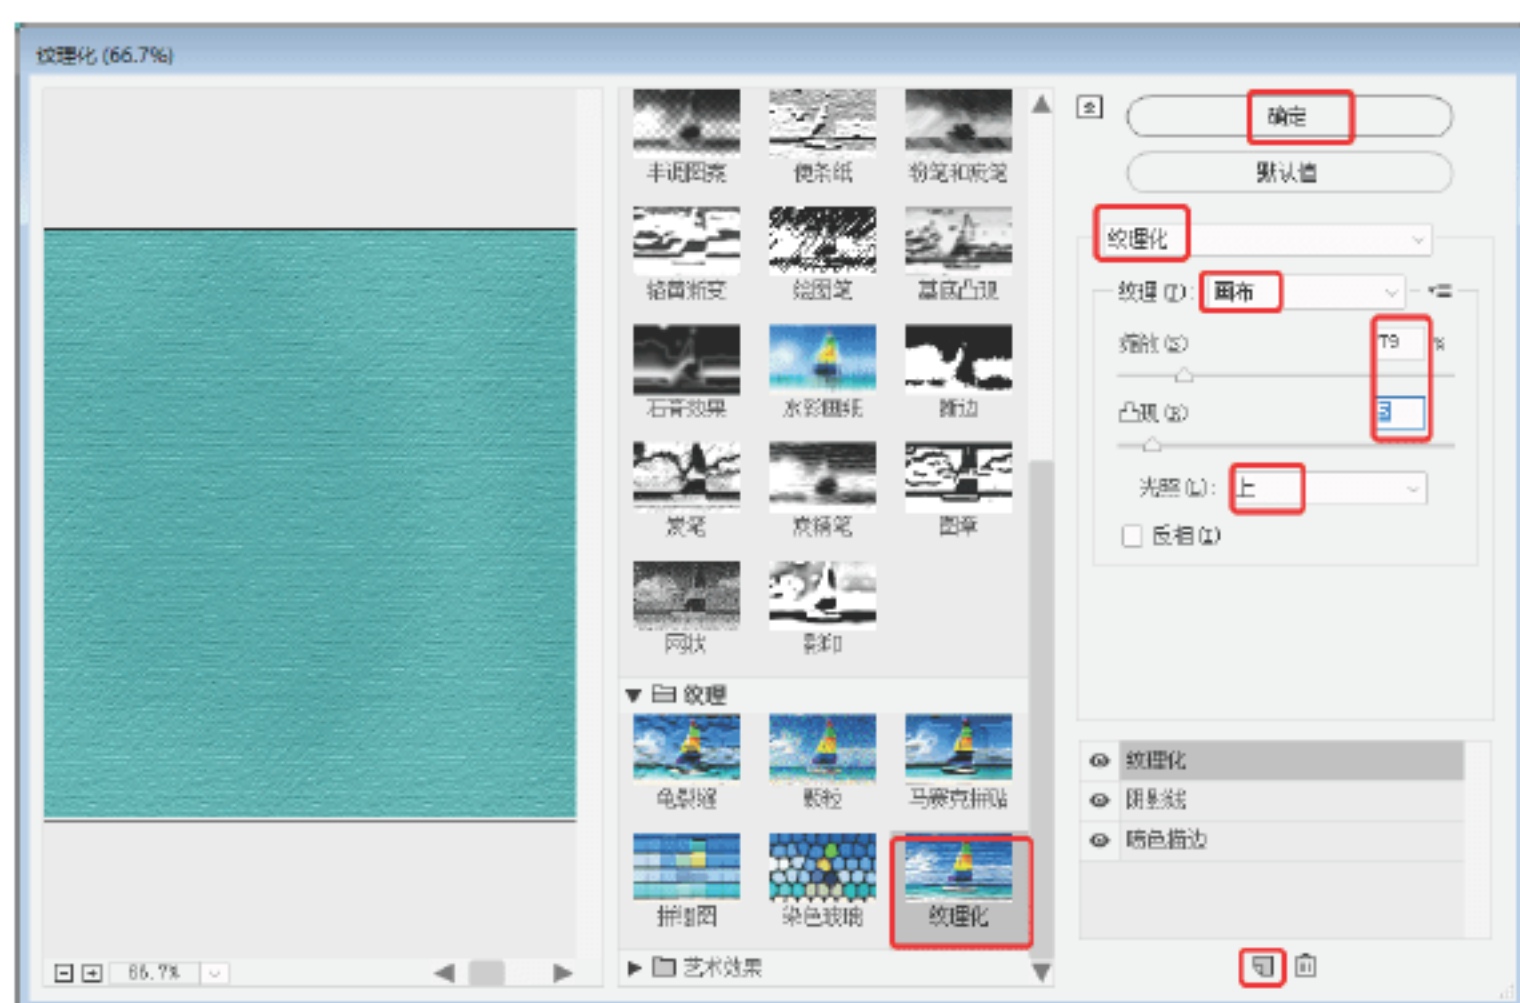 纹理化 (66.7%)
半调图案 便条纸 粉笔和炭笔
铬黄渐变 绘图笔 基底凸现
石膏效果 水彩画纸 撕边
炭笔 炭精笔 图章
网状 影印
纹理
龟裂缝 颗粒 马赛克拼贴
拼缀图 染色玻璃 纹理化
艺术效果
66.7%
确定
默认值
纹理化
纹理(T): 画布
缩放(S) 79 %
凸现(R) 5
光照(L): 上
反相(I)
纹理化
阴影线
喷色描边